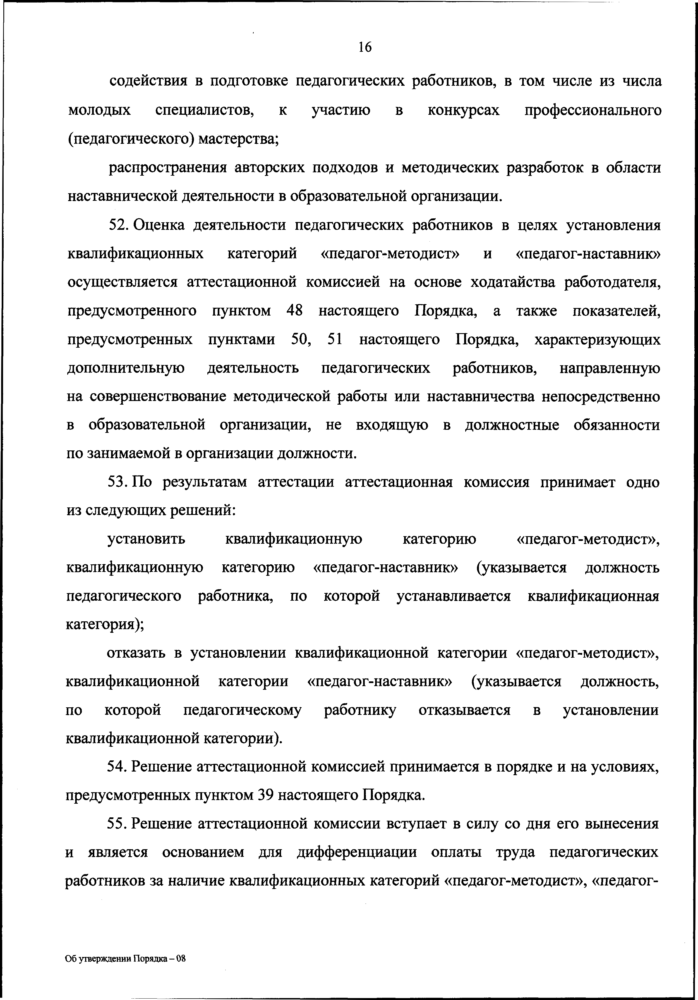 16
содействия в подготовке педагогических работников, в том числе из числа
молодых специалистов, к участию в конкурсах профессионального
(педагогического) мастерства;
распространения авторских подходов и методических разработок в области
наставнической деятельности в образовательной организации.
52. Оценка деятельности педагогических работников в целях установления
квалификационных категорий «педагог-методист» и «педагог-наставник»
осуществляется аттестационной комиссией на основе ходатайства работодателя,
предусмотренного пунктом 48 настоящего Порядка, а также показателей,
предусмотренных пунктами 50, 51 настоящего Порядка, характеризующих
дополнительную деятельность педагогических работников, направленную
на совершенствование методической работы или наставничества непосредственно
в образовательной организации, не входящую в должностные обязанности
по занимаемой в организации должности.
53. По результатам аттестации аттестационная комиссия принимает одно
из следующих решений:
установить квалификационную категорию «педагог-методист»,
квалификационную категорию «педагог-наставник» (указывается должность
педагогического работника, по которой устанавливается квалификационная
категория);
отказать в установлении квалификационной категории «педагог-методист»,
квалификационной категории «педагог-наставник» (указывается должность,
по которой педагогическому работнику отказывается в установлении
квалификационной категории).
54. Решение аттестационной комиссией принимается в порядке и на условиях,
предусмотренных пунктом 39 настоящего Порядка.
55. Решение аттестационной комиссии вступает в силу со дня его вынесения
и является основанием для дифференциации оплаты труда педагогических
работников за наличие квалификационных категорий «педагог-методист», «педагог-
Об утверждении Порядка – 08